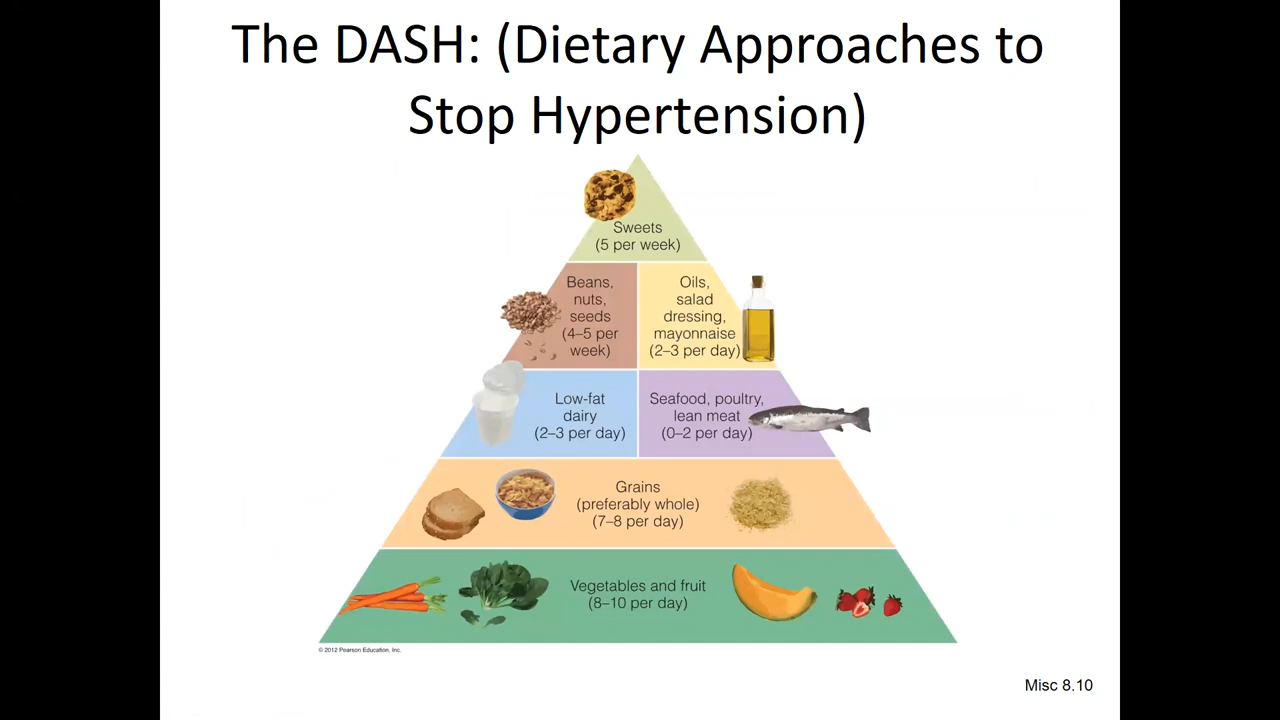 The DASH: (Dietary Approaches to
Stop Hypertension)
Sweets
(5 per week)
Beans,
nuts,
seeds
(4–5 per
week)
Oils,
salad
dressing,
mayonnaise
(2–3 per day)
Low-fat
dairy
(2–3 per day)
Seafood, poultry,
lean meat
(0–2 per day)
Grains
(preferably whole)
(7–8 per day)
Vegetables and fruit
(8–10 per day)
© 2012 Pearson Education, Inc.
Misc 8.10